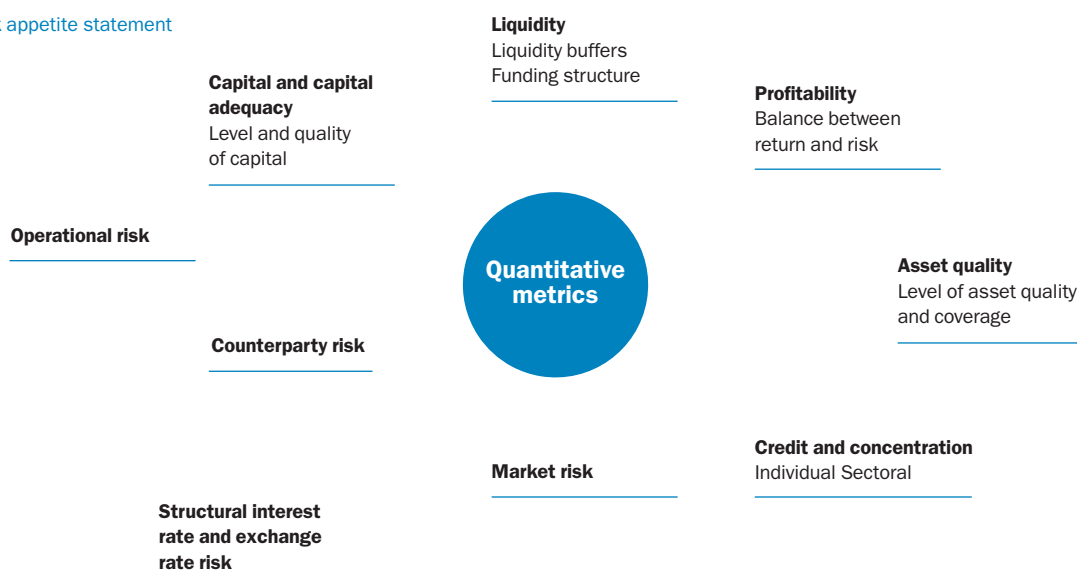 appetite statement
Liquidity
Liquidity buffers
Funding structure
Capital and capital
adequacy
Level and quality
of capital
Profitability
Balance between
return and risk
Operational risk
Quantitative
metrics
Asset quality
Level of asset quality
and coverage
Counterparty risk
Credit and concentration
Individual Sectoral
Market risk
Structural interest
rate and exchange
rate risk